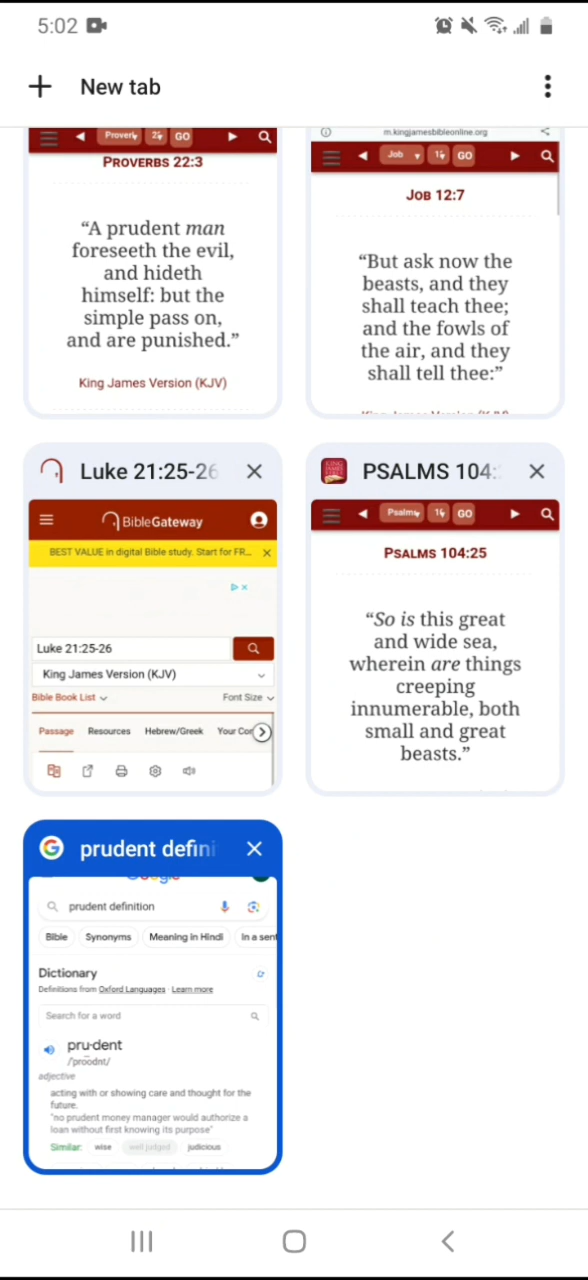 5:02
New tab
Proverb
GO
PROVERBS 22:3
“A prudent man
foreseeth the evil,
and hideth
himself: but the
simple pass on,
and are punished.”
King James Version (KJV)
m.kingjamesbibleonline.org
Job
GO
JOB 12:7
“But ask now the
beasts, and they
shall teach thee;
and the fowls of
the air, and they
shall tell thee:”
Luke 21:25-26
BibleGateway
BEST VALUE in digital Bible study. Start for FR...
Luke 21:25-26
King James Version (KJV)
Bible Book List
Font Size
Passage
Resources
Hebrew/Greek
Your Co
PSALMS 104:
KING JAMES
Psalms
GO
PSALMS 104:25
“So is this great
and wide sea,
wherein are things
creeping
innumerable, both
small and great
beasts.”
prudent defini
prudent definition
Bible
Synonyms
Meaning in Hindi
In a sent
Dictionary
Definitions from Oxford Languages · Learn more
Search for a word
pru·dent
/ˈpro͞odnt/
adjective
acting with or showing care and thought for the
future.
"no prudent money manager would authorize a
loan without first knowing its purpose"
Similar:
wise
well judged
judicious